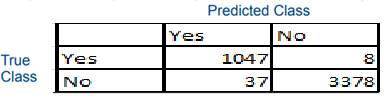 Predicted Class
Yes No
True Class
Yes 1047 8
No 37 3378